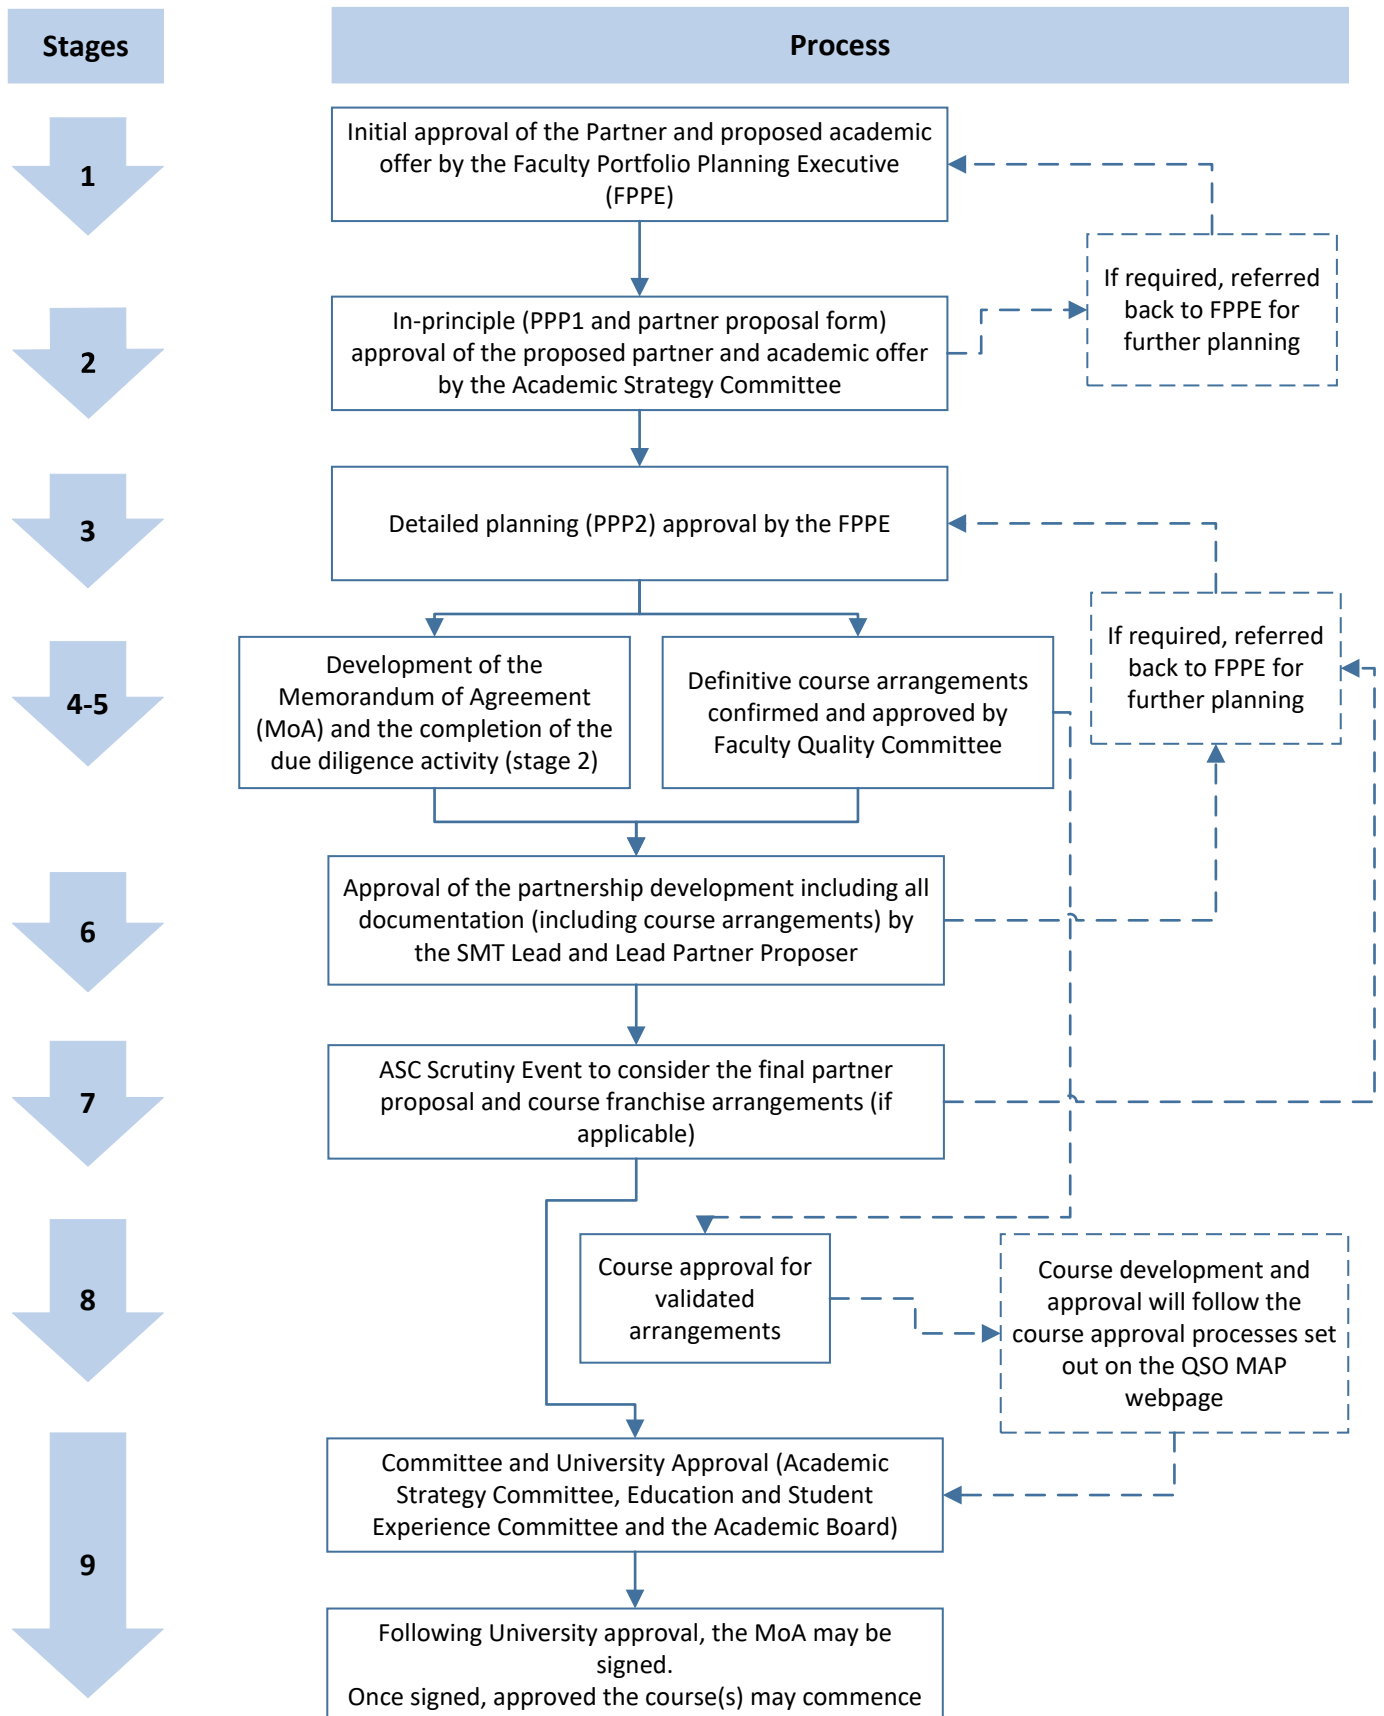 Stages
Process
1
Initial approval of the Partner and proposed academic
offer by the Faculty Portfolio Planning Executive
(FPPE)
If required, referred
back to FPPE for
further planning
2
In-principle (PPP1 and partner proposal form)
approval of the proposed partner and academic offer
by the Academic Strategy Committee
3
Detailed planning (PPP2) approval by the FPPE
If required, referred
back to FPPE for
further planning
4-5
Development of the
Memorandum of Agreement
(MoA) and the completion of the
due diligence activity (stage 2)
Definitive course arrangements
confirmed and approved by
Faculty Quality Committee
6
Approval of the partnership development including all
documentation (including course arrangements) by
the SMT Lead and Lead Partner Proposer
7
ASC Scrutiny Event to consider the final partner
proposal and course franchise arrangements (if
applicable)
8
Course approval for
validated
arrangements
Course development and
approval will follow the
course approval processes set
out on the QSO MAP
webpage
9
Committee and University Approval (Academic
Strategy Committee, Education and Student
Experience Committee and the Academic Board)
Following University approval, the MoA may be
signed.
Once signed, approved the course(s) may commence